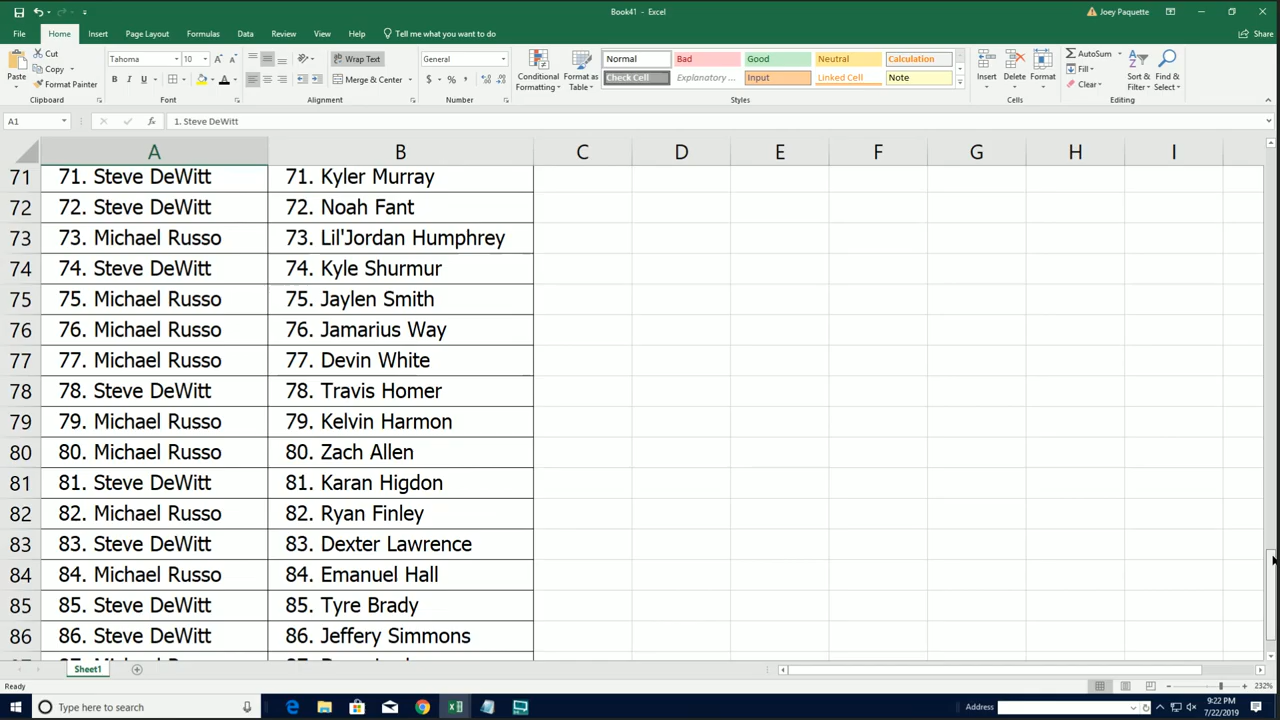 Book41 - Excel
Joey Paquette
File Home Insert Page Layout Formulas Data Review View Help Tell me what you want to do Share
Paste Cut Copy Format Painter Clipboard
Tahoma 10 B I U A A A Font
Wrap Text Merge & Center Alignment
General $ % Number
Conditional Formatting Format as Table
Normal Bad Good Neutral Calculation
Check Cell Explanatory ... Input Linked Cell Note
Styles
Insert Delete Format Cells
AutoSum Fill Clear Sort & Filter Find & Select Editing
A1 fx 1. Steve DeWitt
A B C D E F G H I
71 71. Steve DeWitt 71. Kyler Murray
72 72. Steve DeWitt 72. Noah Fant
73 73. Michael Russo 73. Lil'Jordan Humphrey
74 74. Steve DeWitt 74. Kyle Shurmur
75 75. Michael Russo 75. Jaylen Smith
76 76. Michael Russo 76. Jamarius Way
77 77. Michael Russo 77. Devin White
78 78. Steve DeWitt 78. Travis Homer
79 79. Michael Russo 79. Kelvin Harmon
80 80. Michael Russo 80. Zach Allen
81 81. Steve DeWitt 81. Karan Higdon
82 82. Michael Russo 82. Ryan Finley
83 83. Steve DeWitt 83. Dexter Lawrence
84 84. Michael Russo 84. Emanuel Hall
85 85. Steve DeWitt 85. Tyre Brady
86 86. Steve DeWitt 86. Jeffery Simmons
Sheet1
Ready 232%
Type here to search Address 9:22 PM
7/22/2019